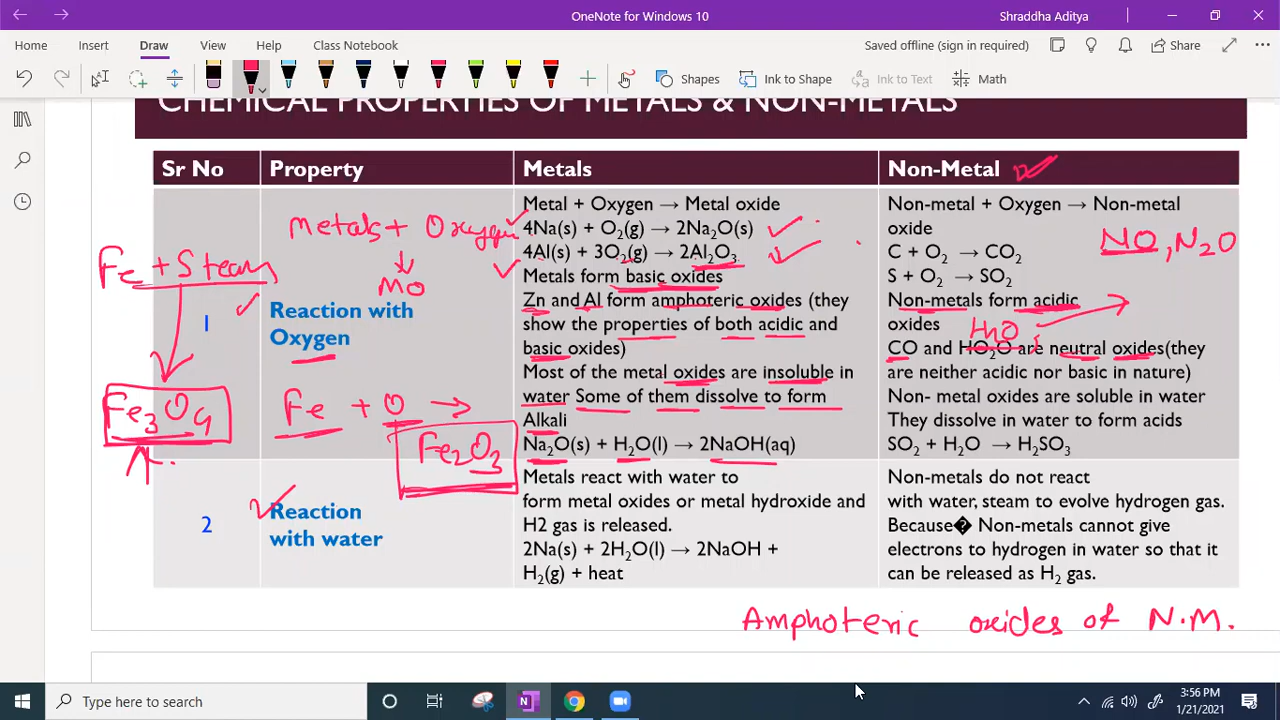 OneNote for Windows 10
Shraddha Aditya
Home Insert Draw View Help Class Notebook
Saved offline (sign in required)
Share
Shapes Ink to Shape Ink to Text Math
CHEMICAL PROPERTIES OF METALS & NON-METALS
Sr No Property Metals Non-Metal
1
Reaction with
Oxygen
Metals + Oxygen
↓
MO
Fe + Steam
Fe3O4
Fe + O →
Fe2O3
Metal + Oxygen → Metal oxide
4Na(s) + O2(g) → 2Na2O(s)
4Al(s) + 3O2(g) → 2Al2O3
Metals form basic oxides
Zn and Al form amphoteric oxides (they
show the properties of both acidic and
basic oxides)
Most of the metal oxides are insoluble in
water Some of them dissolve to form
Alkali
Na2O(s) + H2O(l) → 2NaOH(aq)
Non-metal + Oxygen → Non-metal
oxide
NO, N2O
C + O2 → CO2
S + O2 → SO2
Non-metals form acidic
oxides
H2O
CO and HO2O are neutral oxides(they
are neither acidic nor basic in nature)
Non- metal oxides are soluble in water
They dissolve in water to form acids
SO2 + H2O → H2SO3
2
Reaction
with water
Metals react with water to
form metal oxides or metal hydroxide and
H2 gas is released.
2Na(s) + 2H2O(l) → 2NaOH +
H2(g) + heat
Non-metals do not react
with water, steam to evolve hydrogen gas.
Because� Non-metals cannot give
electrons to hydrogen in water so that it
can be released as H2 gas.
Amphoteric oxides of N.M.
Type here to search
3:56 PM
1/21/2021